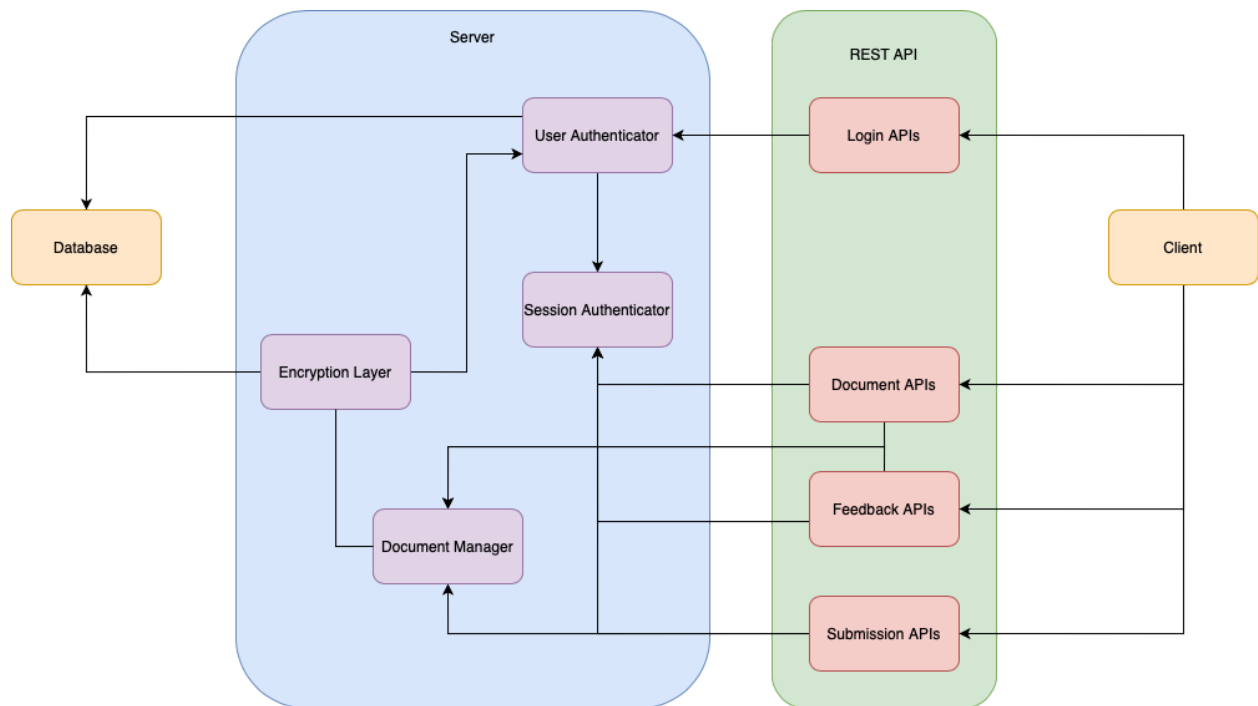 Server
REST API
User Authenticator
Login APIs
Database
Client
Session Authenticator
Encryption Layer
Document APIs
Feedback APIs
Document Manager
Submission APIs